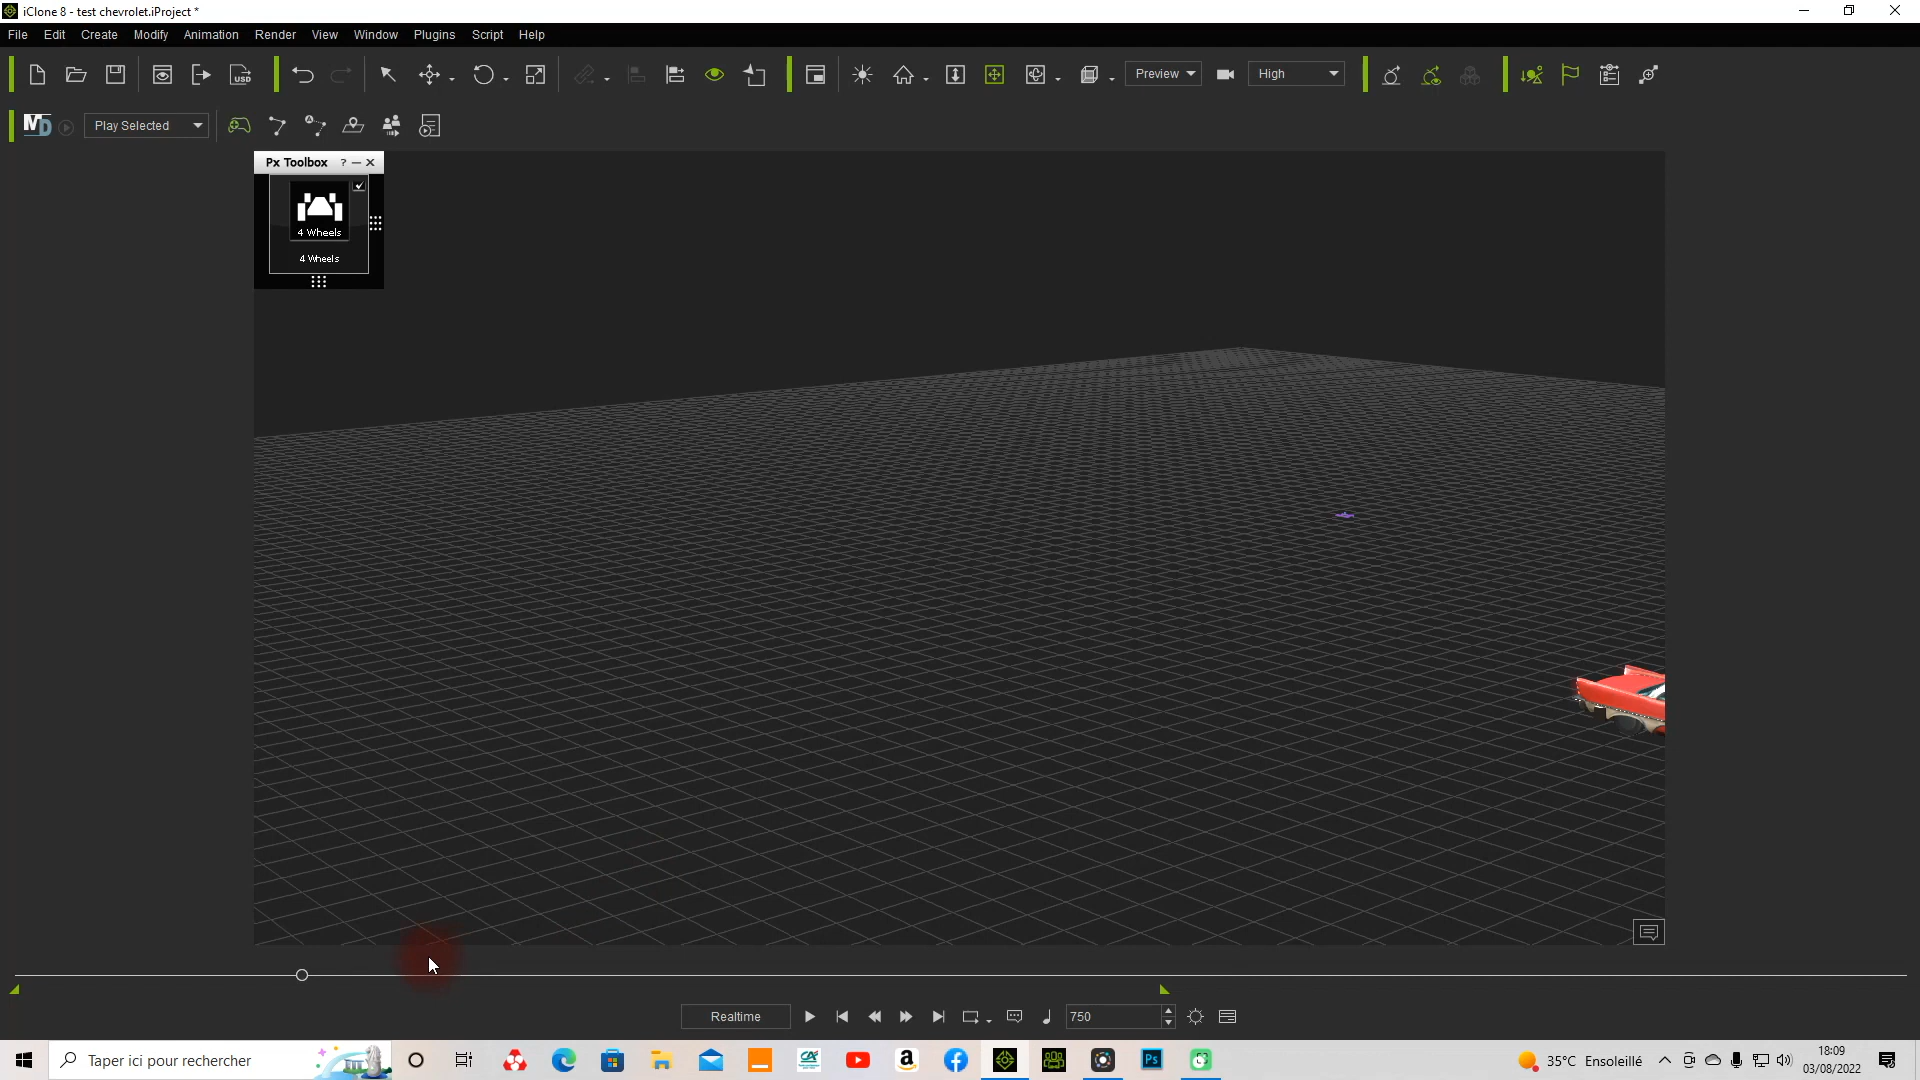 iClone 8 - test chevrolet.iProject *
File Edit Create Modify Animation Render View Window Plugins Script Help
Preview High
MD Play Selected
Px Toolbox ? — ✕
4 Wheels
4 Wheels
Realtime 750
Taper ici pour rechercher
Ps
35°C Ensoleillé
18:09
03/08/2022